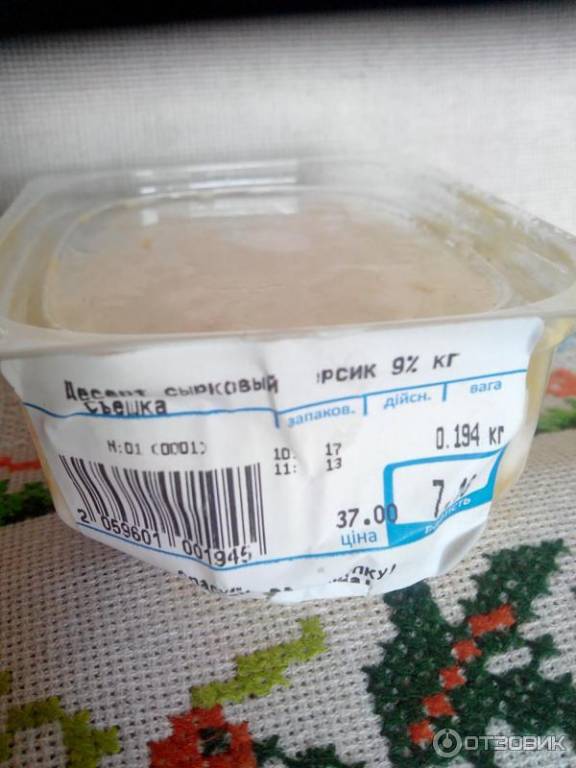 Десерт сырковый рсик 9% кг
Съешка
запаков. дійсн. вага
N:01 (0001)
10: 17
11: 13
0.194 кг
37.00
ціна
2 059601 001945
пку!
ОТЗОВИК